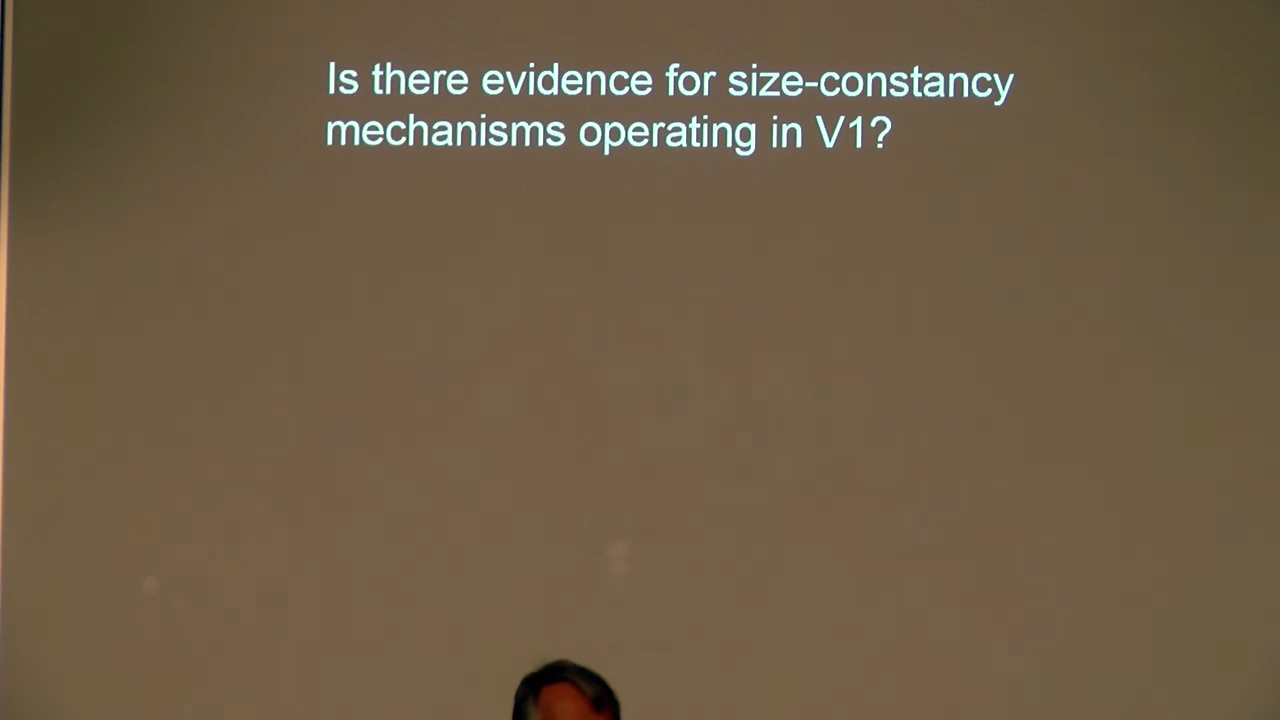 Is there evidence for size-constancy
mechanisms operating in V1?